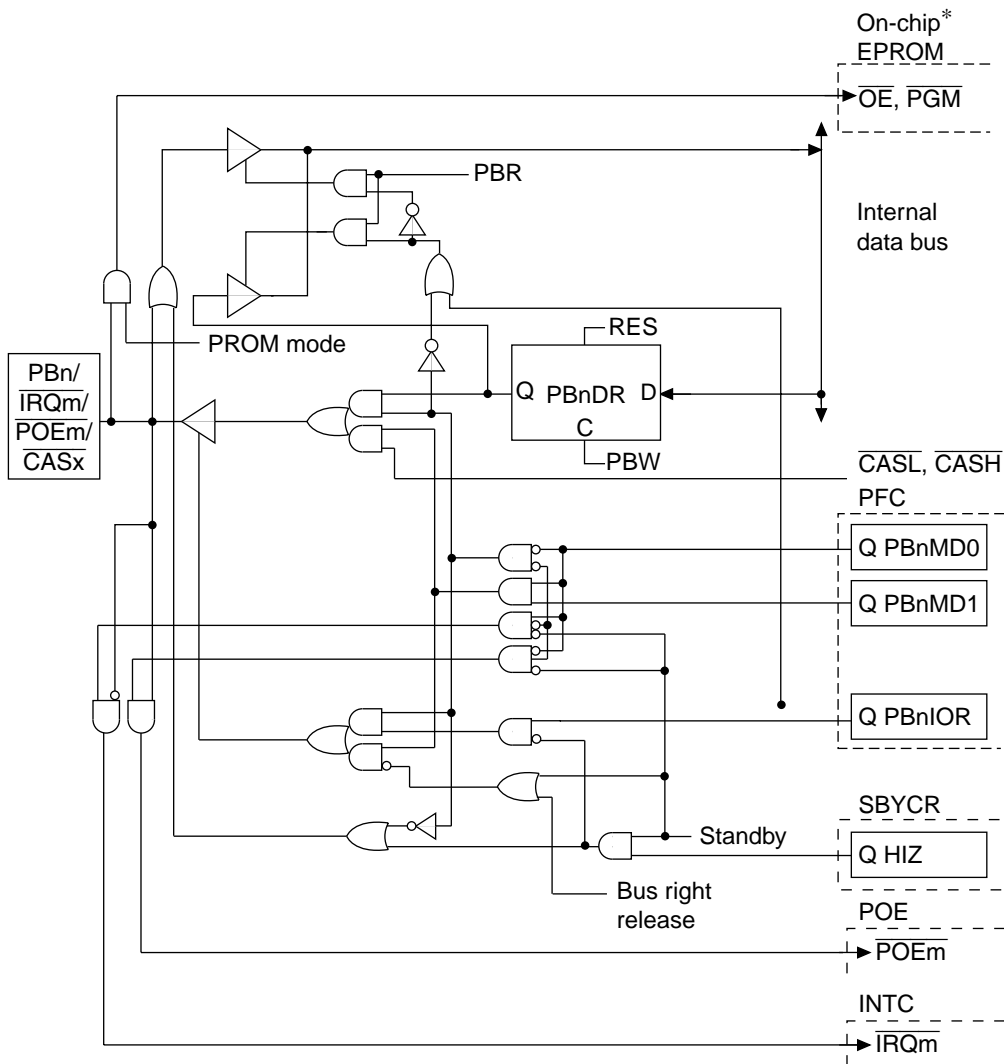 On-chip*
EPROM
OE, PGM
PBR
Internal
data bus
RES
PROM mode
PBn/
IRQm/
POEm/
CASx
Q PBnDR D
C
PBW
CASL, CASH
PFC
Q PBnMD0
Q PBnMD1
Q PBnIOR
SBYCR
Standby
Q HIZ
Bus right
release
POE
POEm
INTC
IRQm